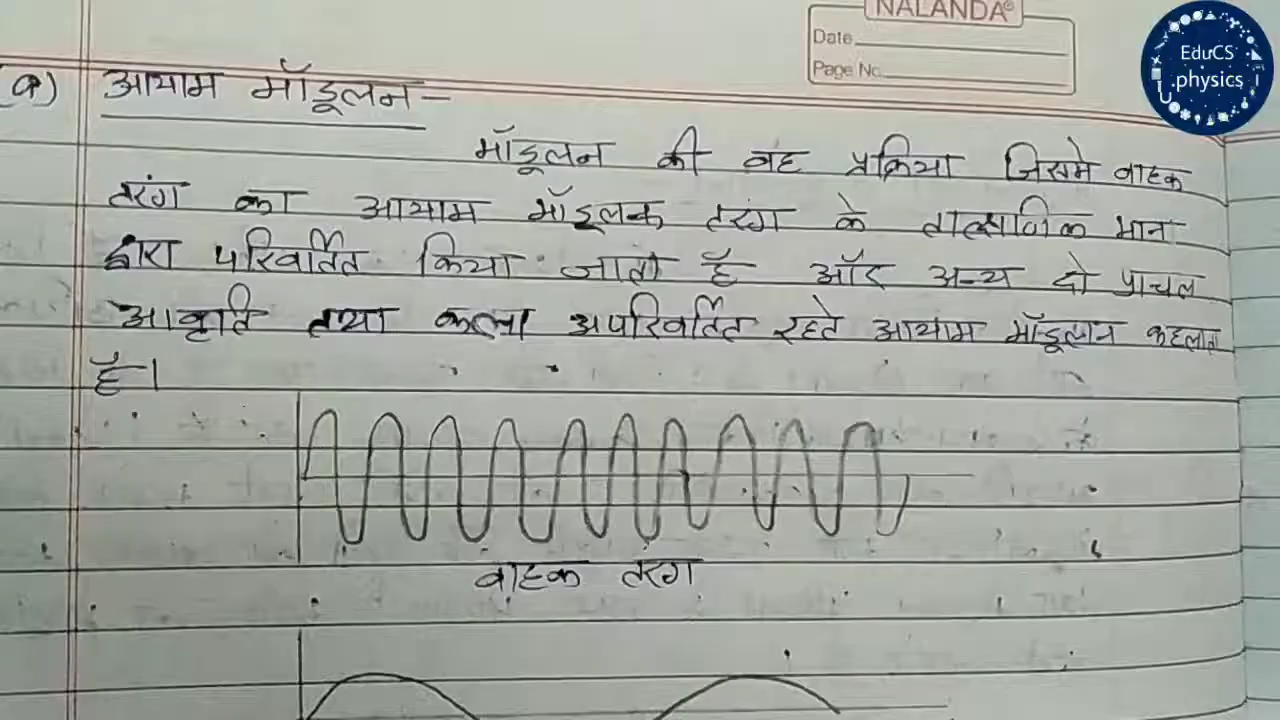 NALANDA®
Date
Page No.
EduCS
physics
(a) आयाम मॉडूलन –
मॉडूलन की वह प्रक्रिया जिसमे वाहक
तरंग का आयाम मॉडूलक तरंग के तात्क्षणिक मान
द्वारा परिवर्तित किया जाता है और अन्य दो प्राचल
आवृति तथा कला अपरिवर्तित रहते आयाम मॉडूलन कहलाता
है।
वाहक तरंग